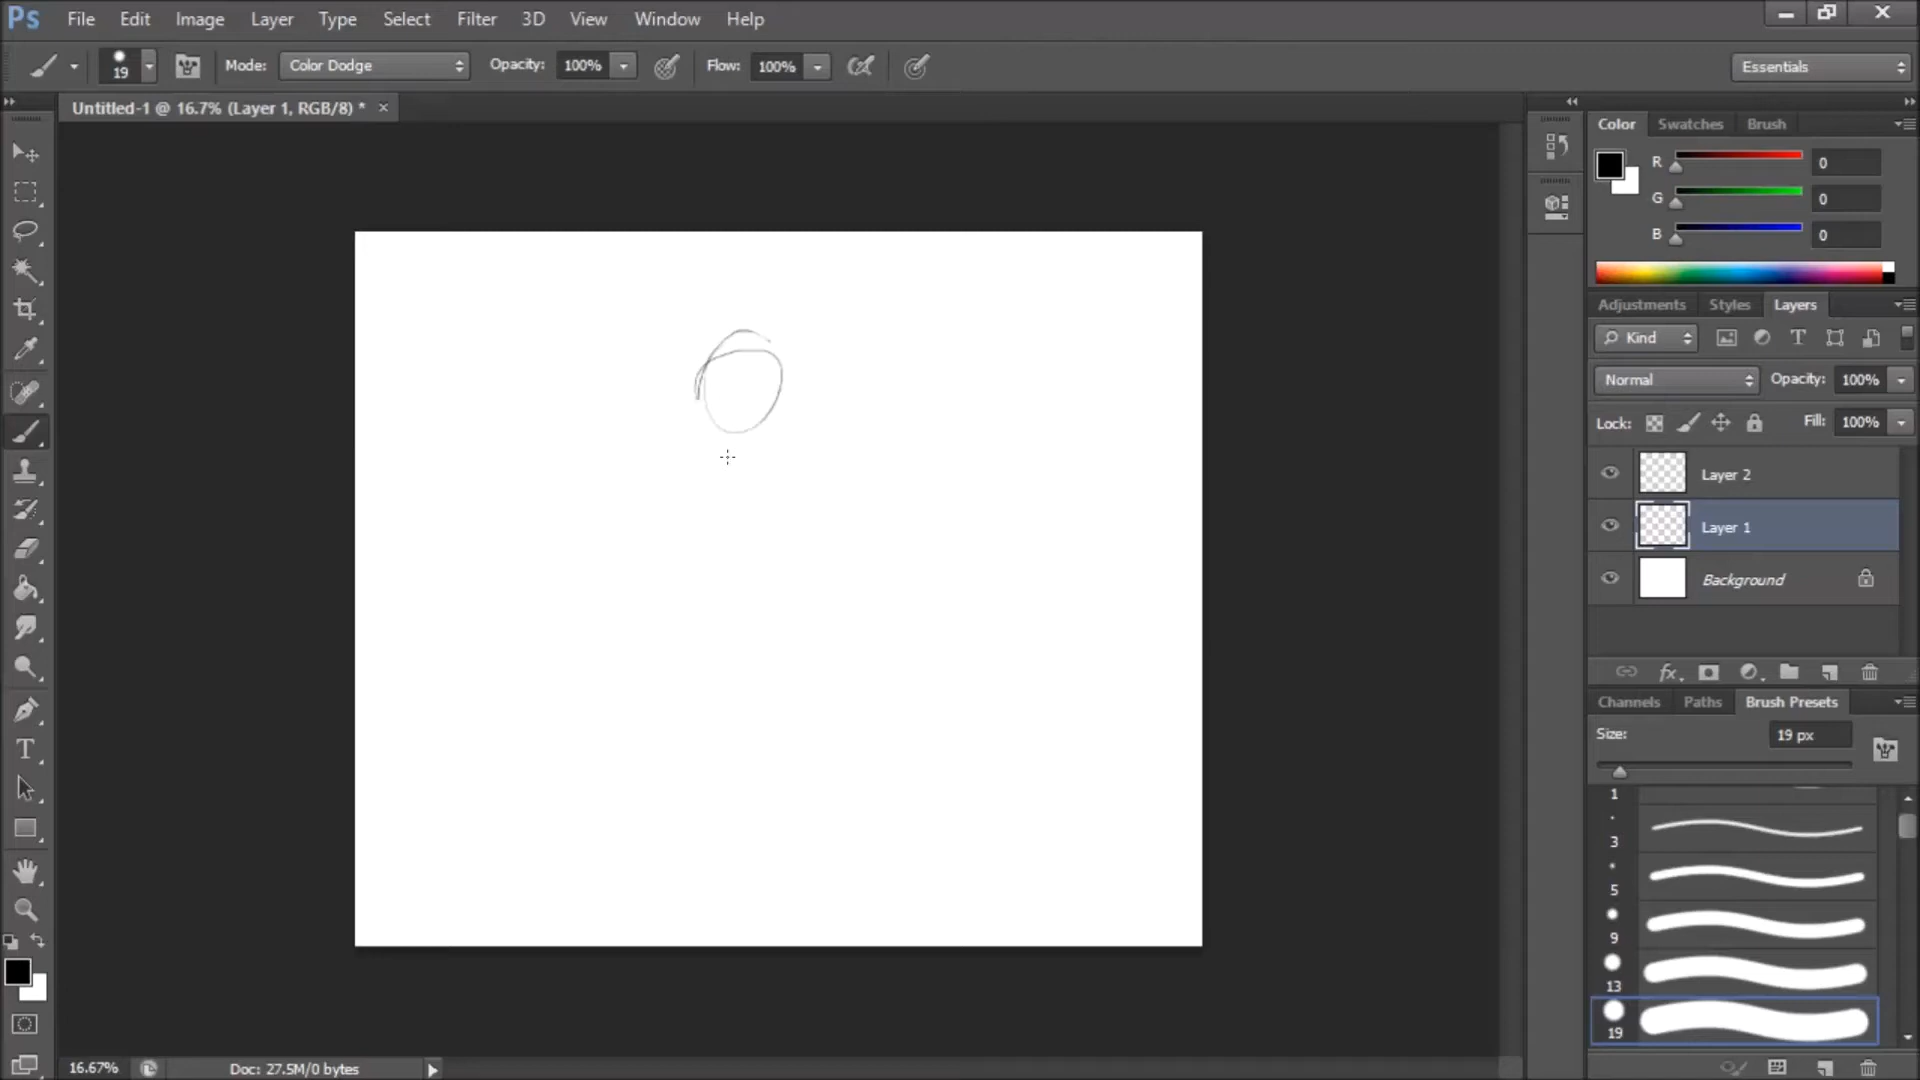 Ps File Edit Image Layer Type Select Filter 3D View Window Help
19 Mode: Color Dodge Opacity: 100% Flow: 100% Essentials
Untitled-1 @ 16.7% (Layer 1, RGB/8) * ×
Color Swatches Brush
R 0
G 0
B 0
Adjustments Styles Layers
Kind
Normal Opacity: 100%
Lock: Fill: 100%
Layer 2
Layer 1
Background
Channels Paths Brush Presets
Size: 19 px
1
3
5
9
13
19
T
16.67% Doc: 27.5M/0 bytes